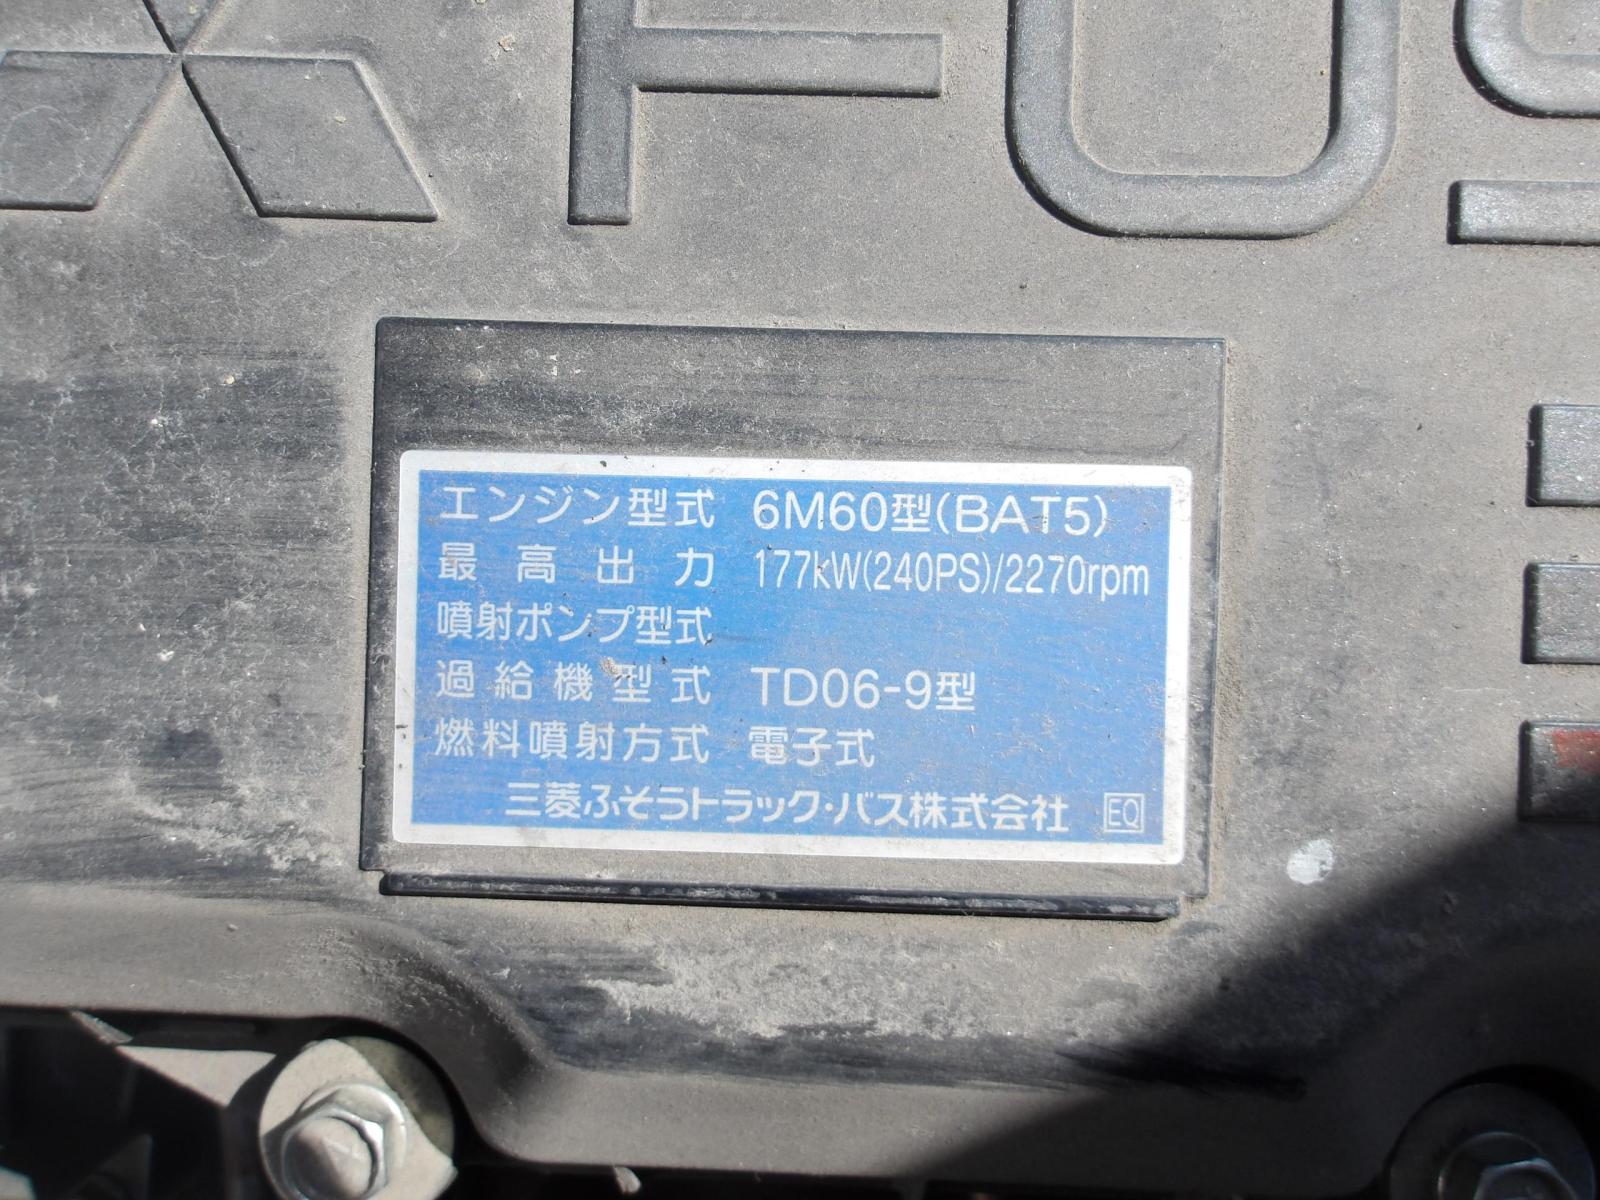 FUS
エンジン型式 6M60型(BAT5)
最高出力 177kW(240PS)/2270rpm
噴射ポンプ型式
過給機型式 TD06-9型
燃料噴射方式 電子式
三菱ふそうトラック・バス株式会社 EQ